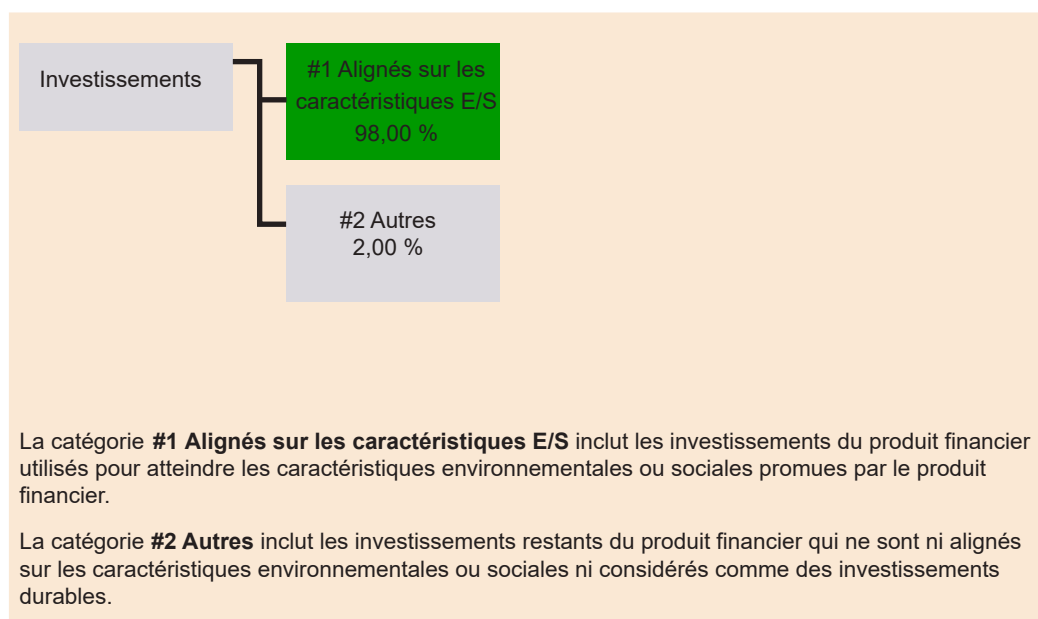 Investissements
#1 Alignés sur les
caractéristiques E/S
98,00 %
#2 Autres
2,00 %
La catégorie #1 Alignés sur les caractéristiques E/S inclut les investissements du produit financier
utilisés pour atteindre les caractéristiques environnementales ou sociales promues par le produit
financier.
La catégorie #2 Autres inclut les investissements restants du produit financier qui ne sont ni alignés
sur les caractéristiques environnementales ou sociales ni considérés comme des investissements
durables.